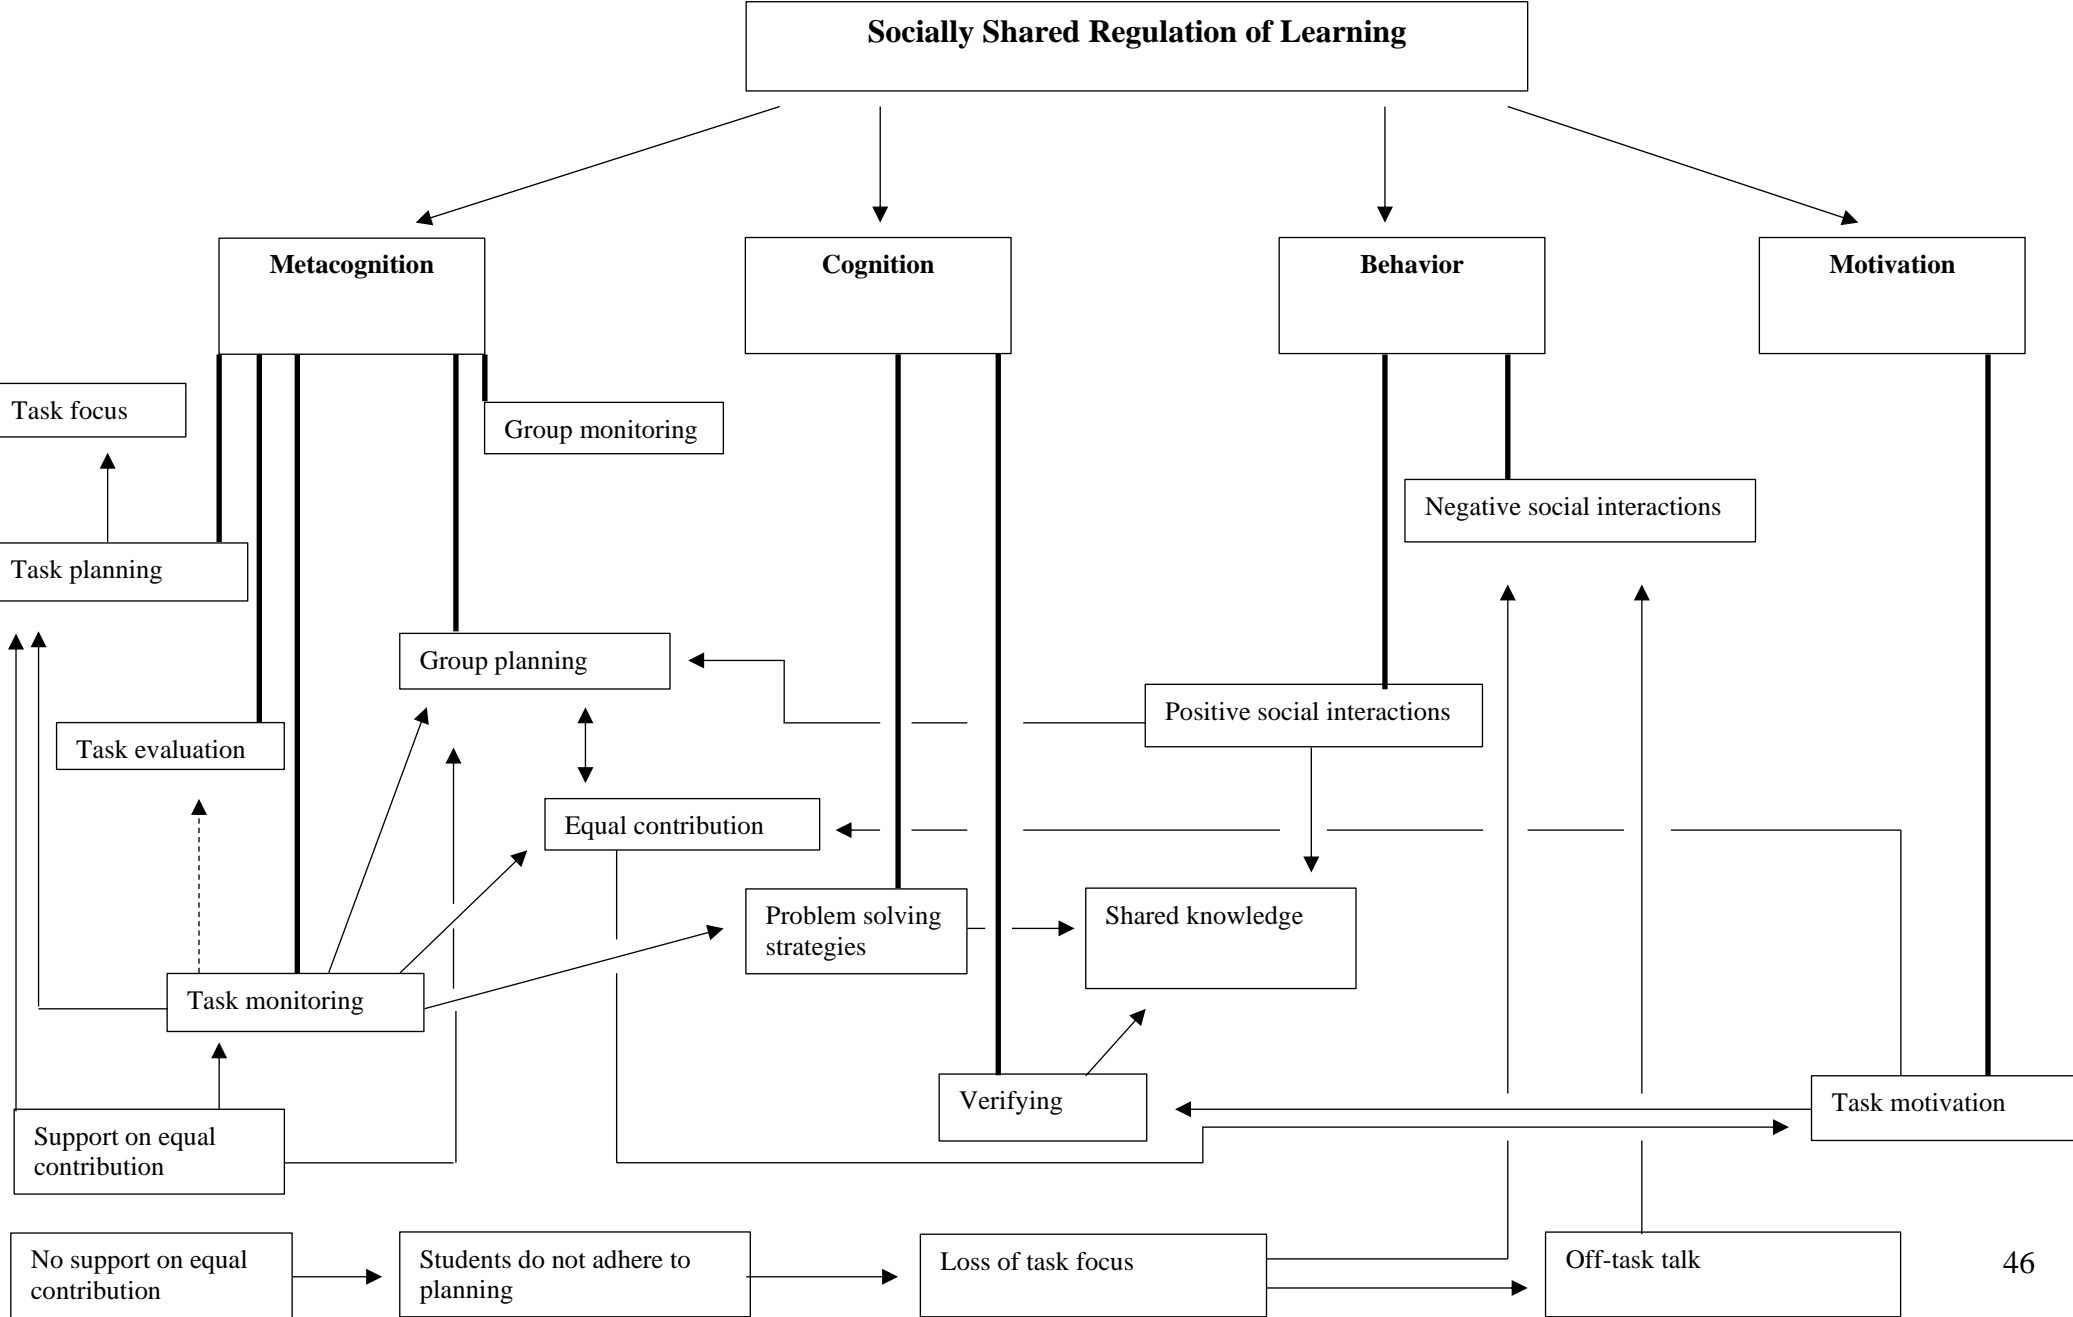 Socially Shared Regulation of Learning
Metacognition
Cognition
Behavior
Motivation
Task focus
Group monitoring
Negative social interactions
Task planning
Group planning
Positive social interactions
Task evaluation
Equal contribution
Problem solving
strategies
Shared knowledge
Task monitoring
Verifying
Task motivation
Support on equal
contribution
No support on equal
contribution
Students do not adhere to
planning
Loss of task focus
Off-task talk
46